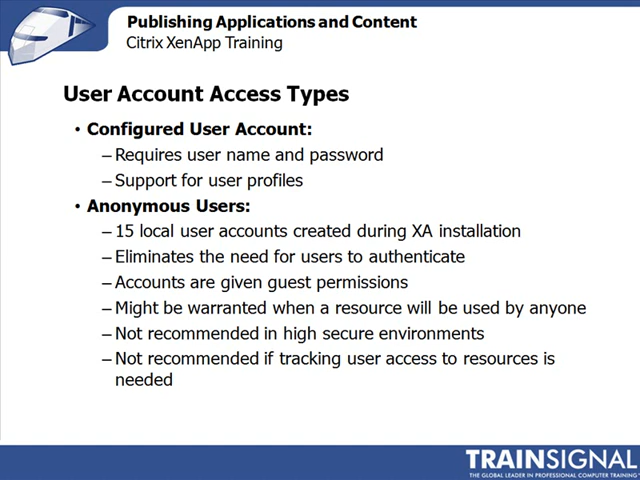 Publishing Applications and Content
Citrix XenApp Training
User Account Access Types
• Configured User Account:
– Requires user name and password
– Support for user profiles
• Anonymous Users:
– 15 local user accounts created during XA installation
– Eliminates the need for users to authenticate
– Accounts are given guest permissions
– Might be warranted when a resource will be used by anyone
– Not recommended in high secure environments
– Not recommended if tracking user access to resources is
needed
TRAINSIGNAL
THE GLOBAL LEADER IN PROFESSIONAL COMPUTER TRAINING